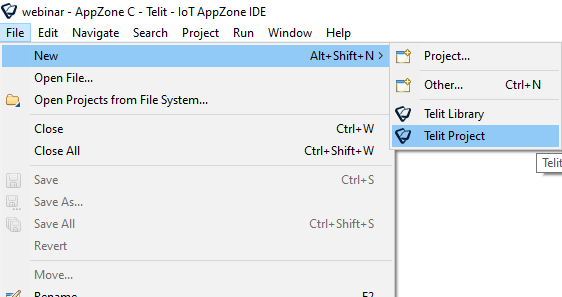 webinar - AppZone C - Telit - IoT AppZone IDE
File Edit Navigate Search Project Run Window Help
New Alt+Shift+N
Project...
Open File...
Other... Ctrl+N
Open Projects from File System...
Telit Library
Close Ctrl+W
Telit Project
Close All Ctrl+Shift+W
Telit
Save Ctrl+S
Save As...
Save All Ctrl+Shift+S
Revert
Move...
Rename... F2